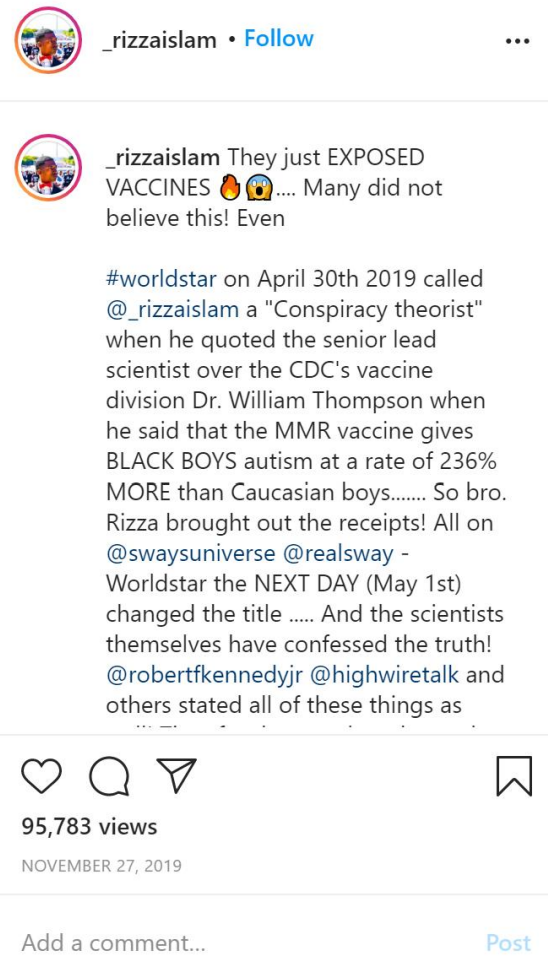 _rizzaislam • Follow
_rizzaislam They just EXPOSED
VACCINES 🔥😱.... Many did not
believe this! Even
#worldstar on April 30th 2019 called
@_rizzaislam a "Conspiracy theorist"
when he quoted the senior lead
scientist over the CDC's vaccine
division Dr. William Thompson when
he said that the MMR vaccine gives
BLACK BOYS autism at a rate of 236%
MORE than Caucasian boys....... So bro.
Rizza brought out the receipts! All on
@swaysuniverse @realsway -
Worldstar the NEXT DAY (May 1st)
changed the title ..... And the scientists
themselves have confessed the truth!
@robertfkennedyjr @highwiretalk and
others stated all of these things as
95,783 views
NOVEMBER 27, 2019
Add a comment...
Post